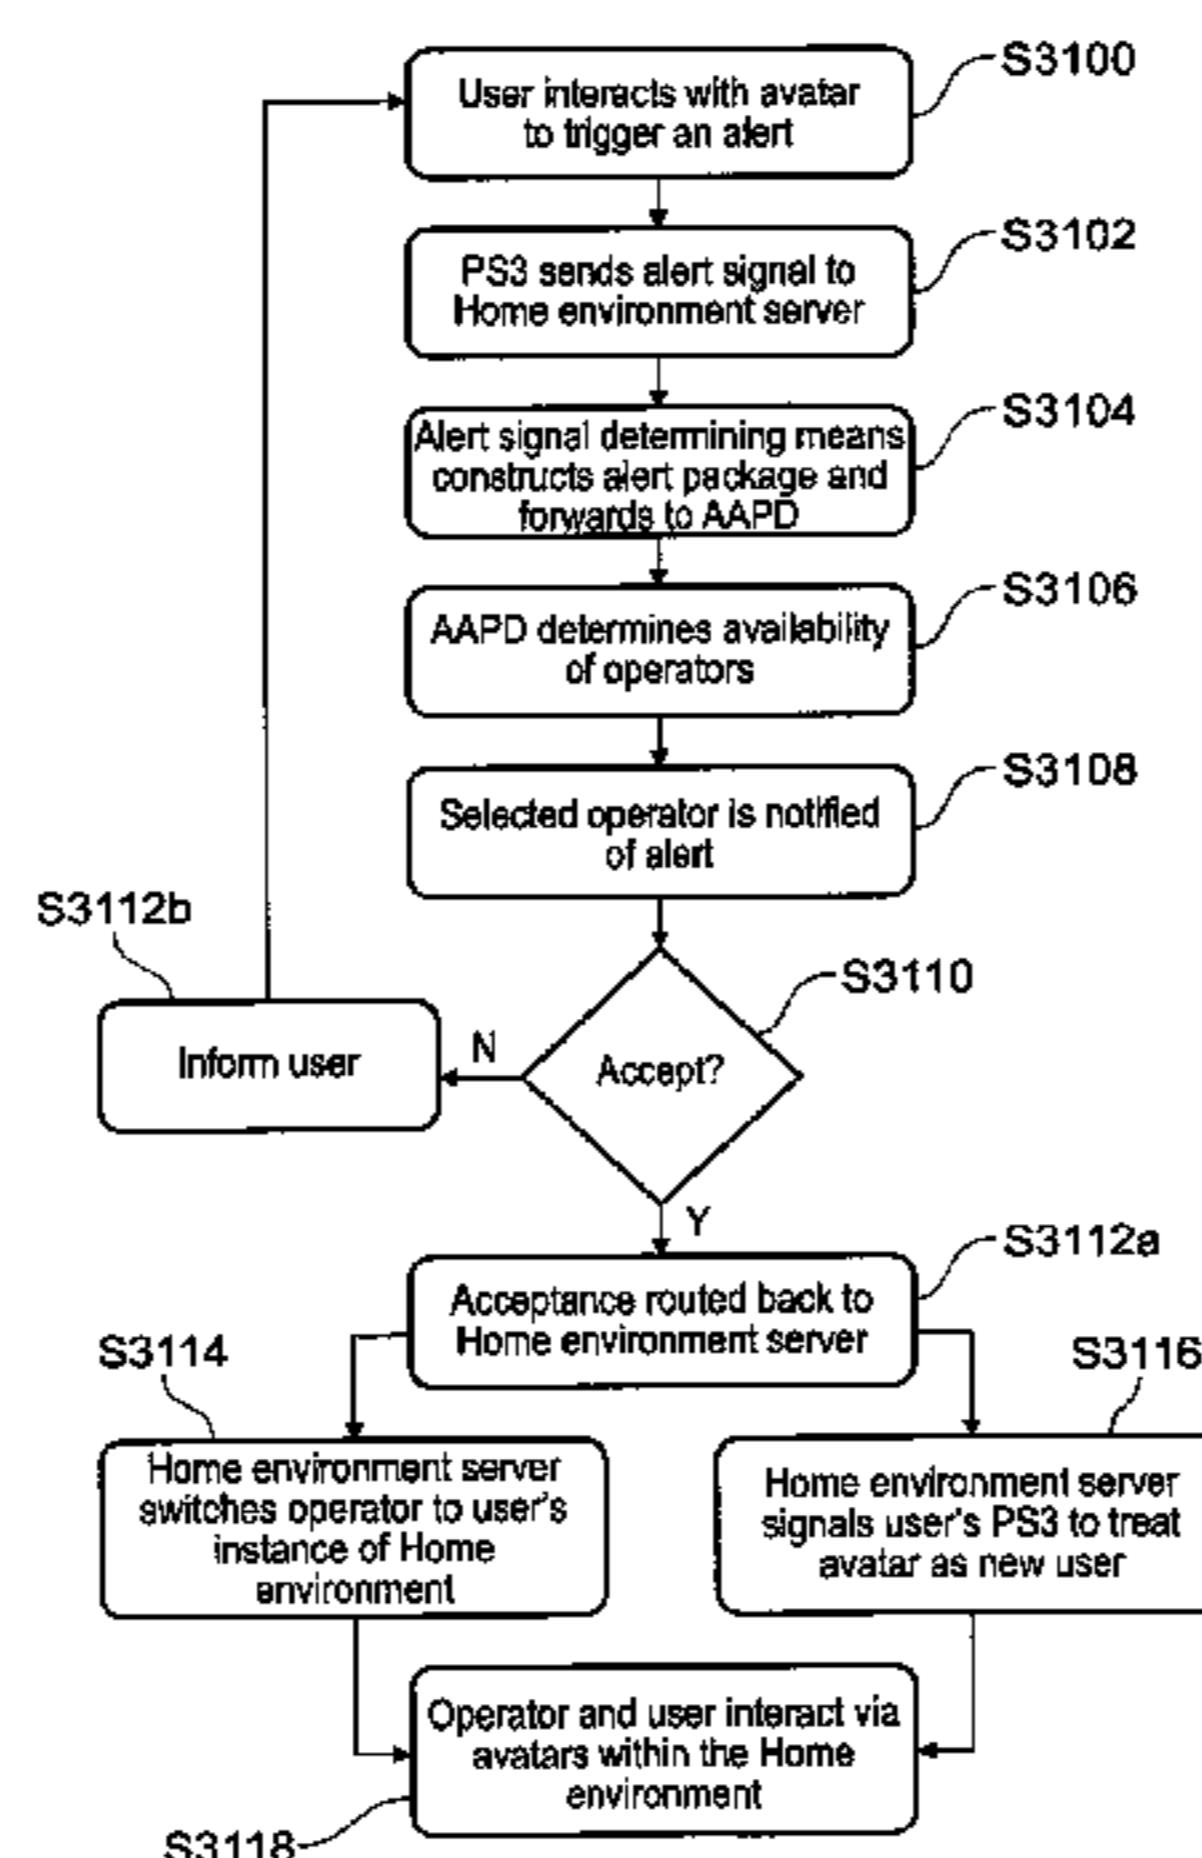 S3100
User interacts with avatar
to trigger an alert
S3102
PS3 sends alert signal to
Home environment server
S3104
Alert signal determining means
constructs alert package and
forwards to AAPD
S3106
AAPD determines availability
of operators
S3108
Selected operator is notified
of alert
S3112b
S3110
Inform user
N
Accept?
Y
S3112a
Acceptance routed back to
Home environment server
S3114
S3116
Home environment server
switches operator to user's
instance of Home
environment
Home environment server
signals user's PS3 to treat
avatar as new user
Operator and user interact via
avatars within the Home
environment
S3118